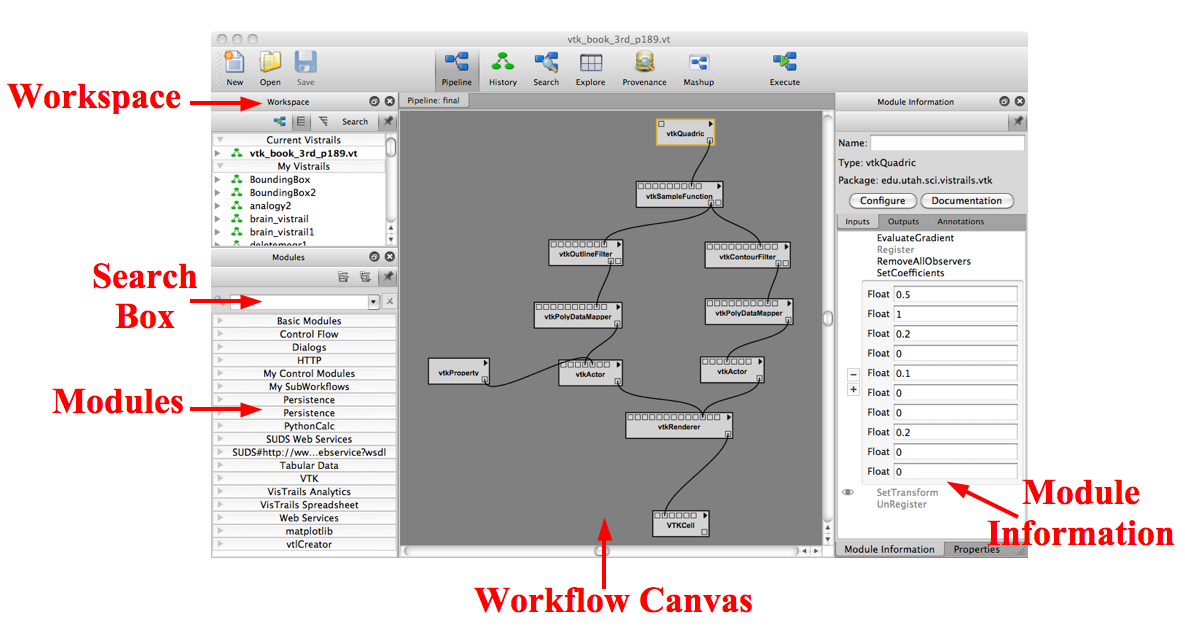 vtk_book_3rd_p189.vt
New Open Save Pipeline History Search Explore Provenance Mashup Execute
Workspace
Workspace
Search
Current Vistrails
vtk_book_3rd_p189.vt
My Vistrails
BoundingBox
BoundingBox2
analogy2
brain_vistrail
brain_vistrail1
Modules
Search
Box
Basic Modules
Control Flow
Dialogs
HTTP
My Control Modules
My SubWorkflows
Persistence
Persistence
PythonCalc
SUDS Web Services
SUDS#http://ww...ebservice?wsdl
Tabular Data
VTK
VisTrails Analytics
VisTrails Spreadsheet
Web Services
matplotlib
vtlCreator
Modules
Pipeline: final
vtkQuadric
vtkSampleFunction
vtkOutlineFilter
vtkContourFilter
vtkPolyDataMapper
vtkPolyDataMapper
vtkProperty
vtkActor
vtkActor
vtkRenderer
VTKCell
Workflow Canvas
Module Information
Name:
Type: vtkQuadric
Package: edu.utah.sci.vistrails.vtk
Configure Documentation
Inputs Outputs Annotations
EvaluateGradient
Register
RemoveAllObservers
SetCoefficients
Float 0.5
Float 1
Float 0.2
Float 0
Float 0.1
Float 0
Float 0
Float 0.2
Float 0
Float 0
SetTransform
UnRegister
Module Information Properties
Module
Information